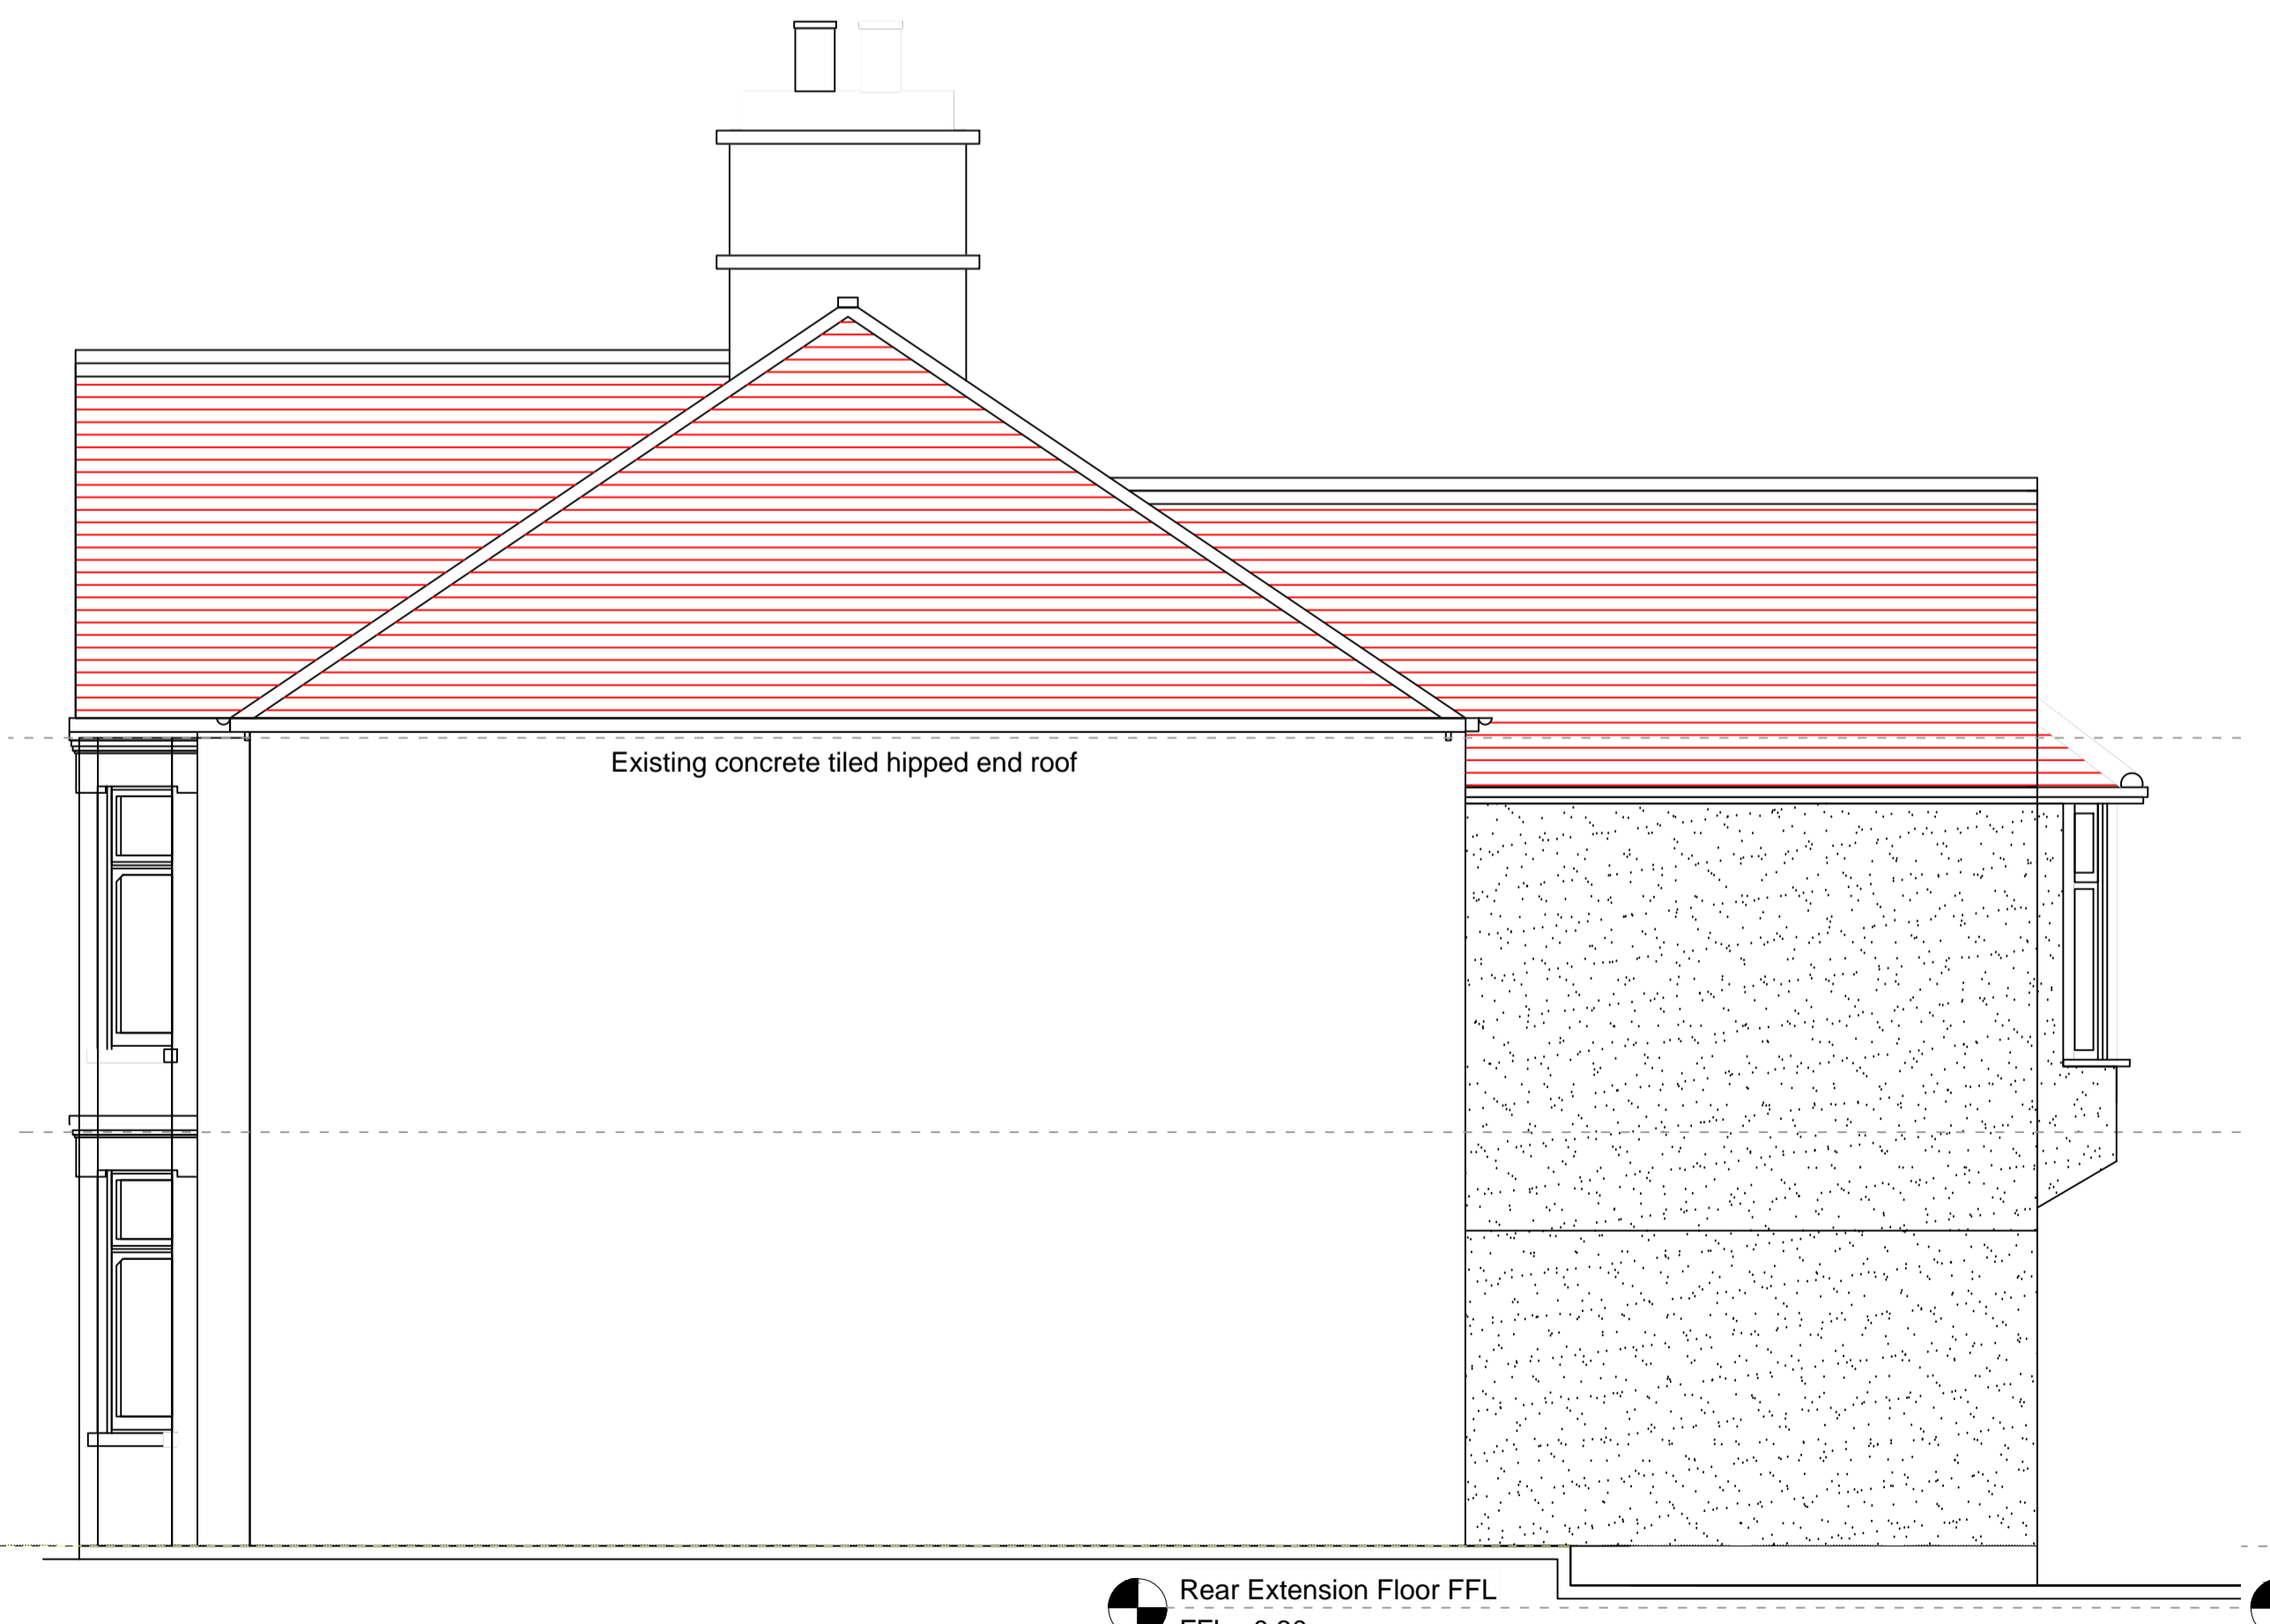 Existing concrete tiled hipped end roof
Rear Extension Floor FFL